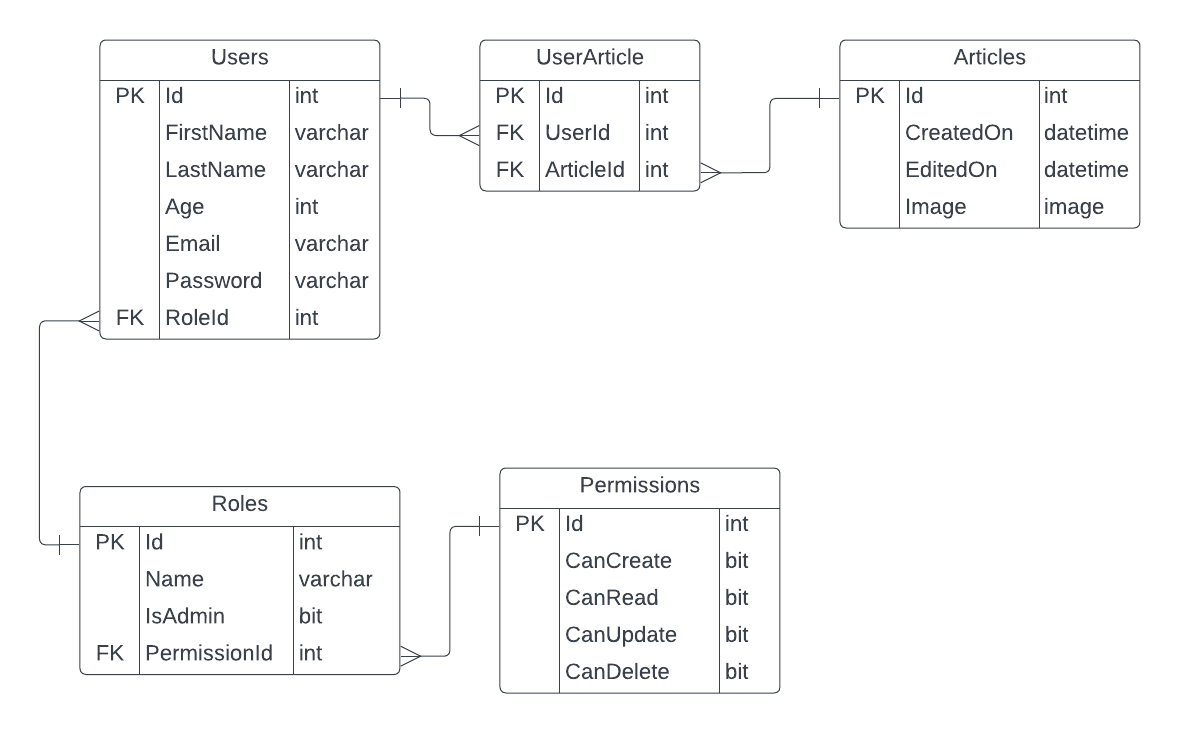 Users
PK Id int
FirstName varchar
LastName varchar
Age int
Email varchar
Password varchar
FK RoleId int
UserArticle
PK Id int
FK UserId int
FK ArticleId int
Articles
PK Id int
CreatedOn datetime
EditedOn datetime
Image image
Roles
PK Id int
Name varchar
IsAdmin bit
FK PermissionId int
Permissions
PK Id int
CanCreate bit
CanRead bit
CanUpdate bit
CanDelete bit